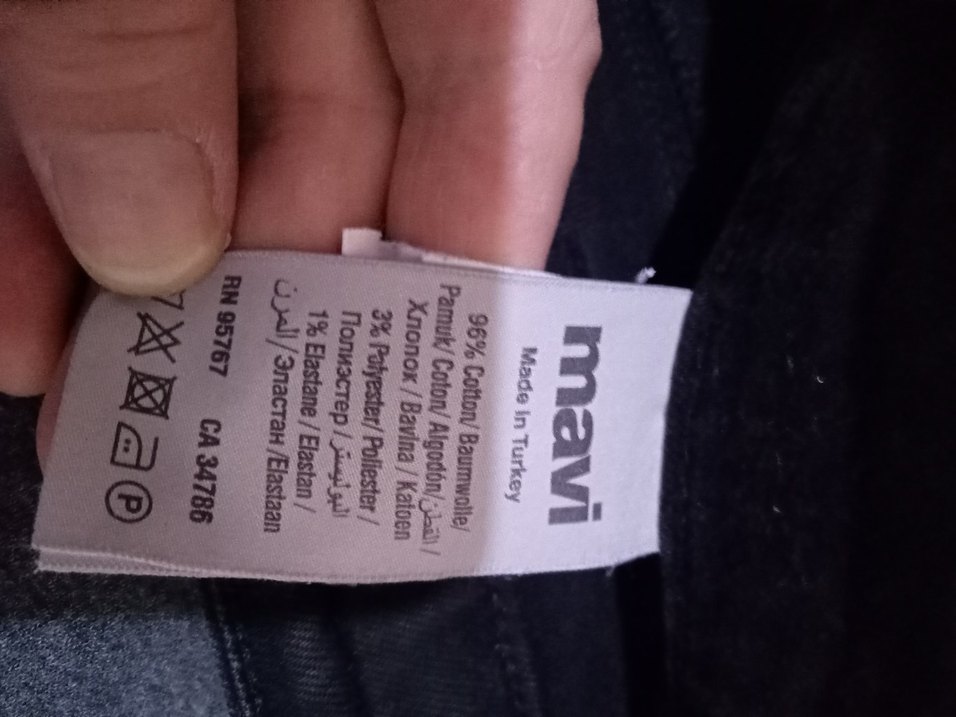 mavi
Made in Turkey
96% Cotton/ Baumwolle/
Pamuk/ Coton/ Algodón/ القطن /
Хлопок / Bavlna / Katoen
3% Polyester/ Poliester /
Полиэстер / البوليستر
1% Elastane / Elastan /
المرن / Эластан /Elastaan
RN 95767 CA 34786
P